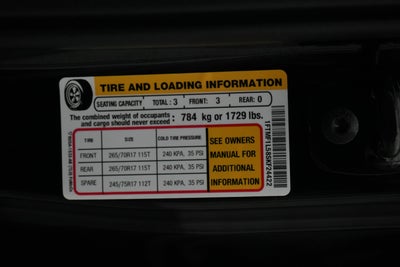 TIRE AND LOADING INFORMATION
SEATING CAPACITY TOTAL : 3 FRONT: 3 REAR: 0
The combined weight of occupants and cargo should never exceed : 784 kg or 1729 lbs.
TIRE SIZE COLD TIRE PRESSURE
FRONT 265/70R17 115T 240 KPA, 35 PSI
REAR 265/70R17 115T 240 KPA, 35 PSI
SPARE 245/75R17 112T 240 KPA, 35 PSI
SEE OWNERS
MANUAL FOR
ADDITIONAL
INFORMATION